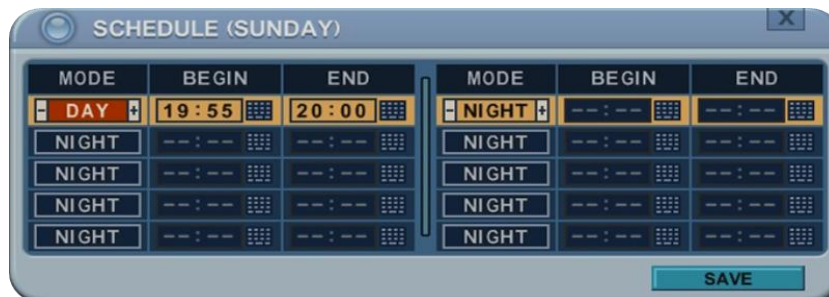 SCHEDULE (SUNDAY) X
MODE BEGIN END MODE BEGIN END
- DAY + 19:55 20:00 - NIGHT + --:-- --:--
NIGHT --:-- --:-- NIGHT --:-- --:--
NIGHT --:-- --:-- NIGHT --:-- --:--
NIGHT --:-- --:-- NIGHT --:-- --:--
NIGHT --:-- --:-- NIGHT --:-- --:--
SAVE